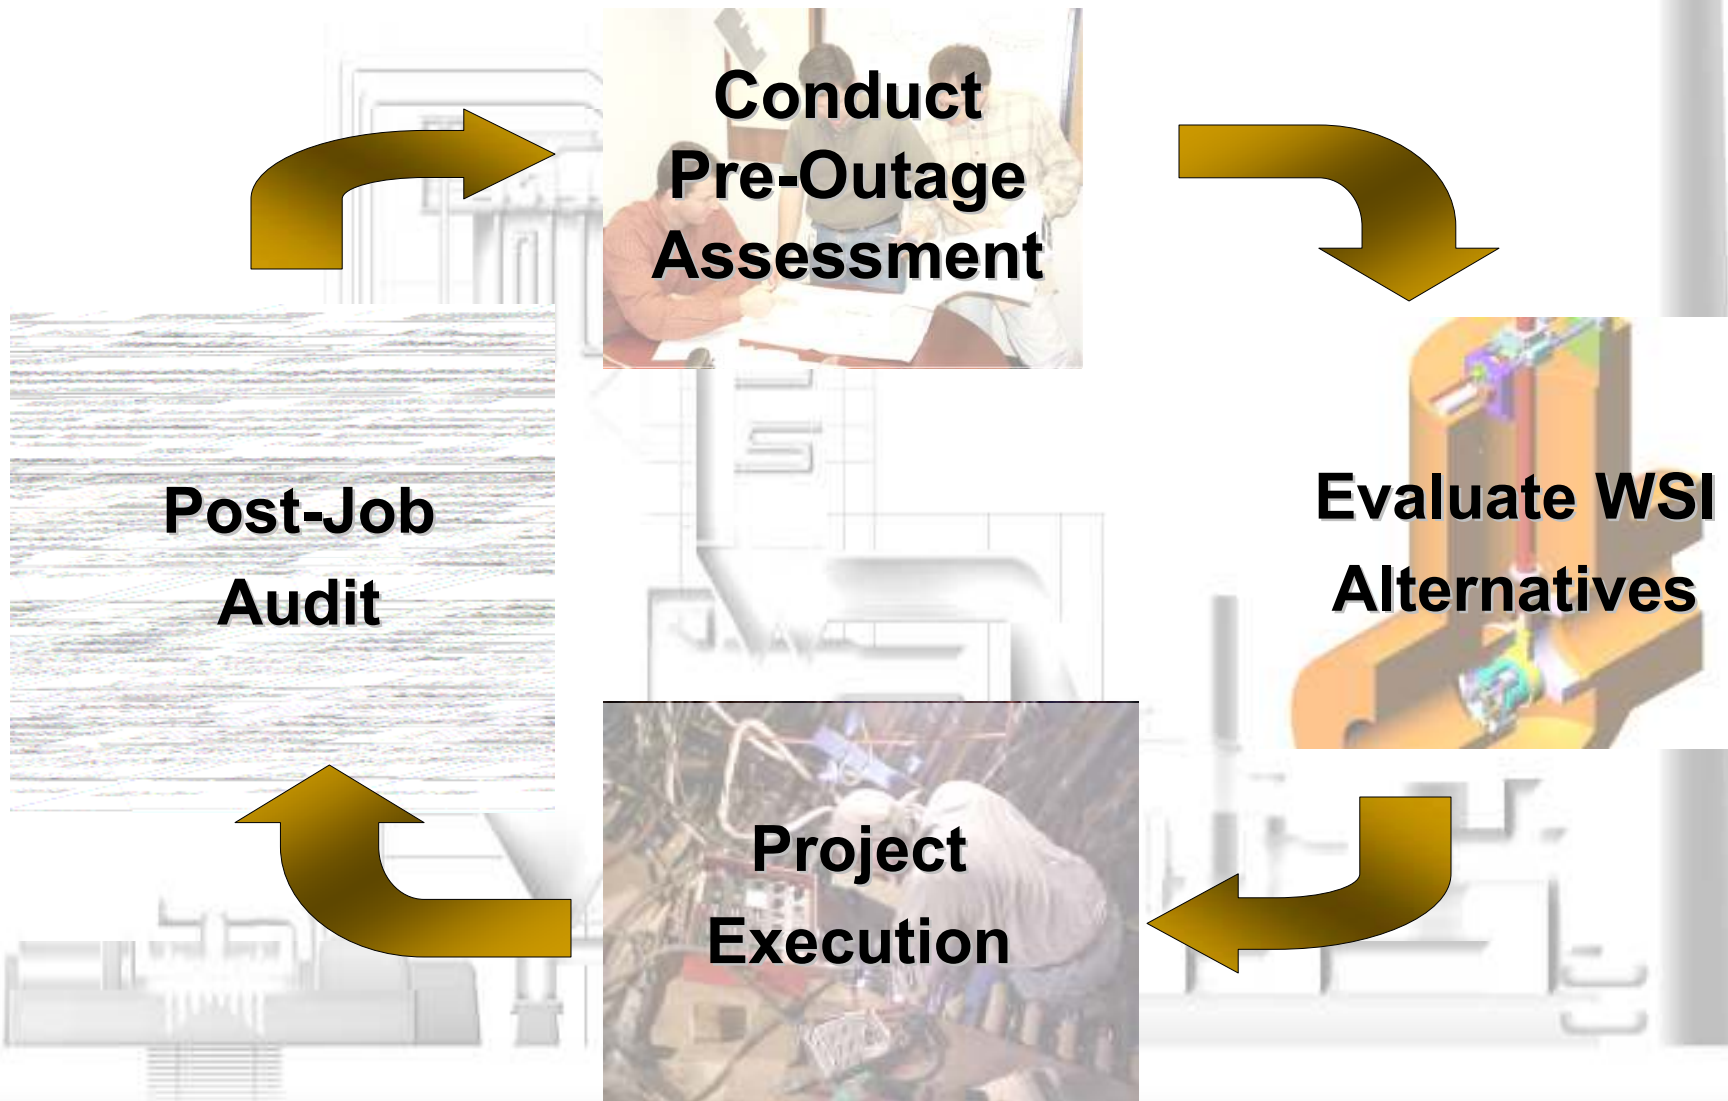 Conduct
Pre-Outage
Assessment
Evaluate WSI
Alternatives
Project
Execution
Post-Job
Audit